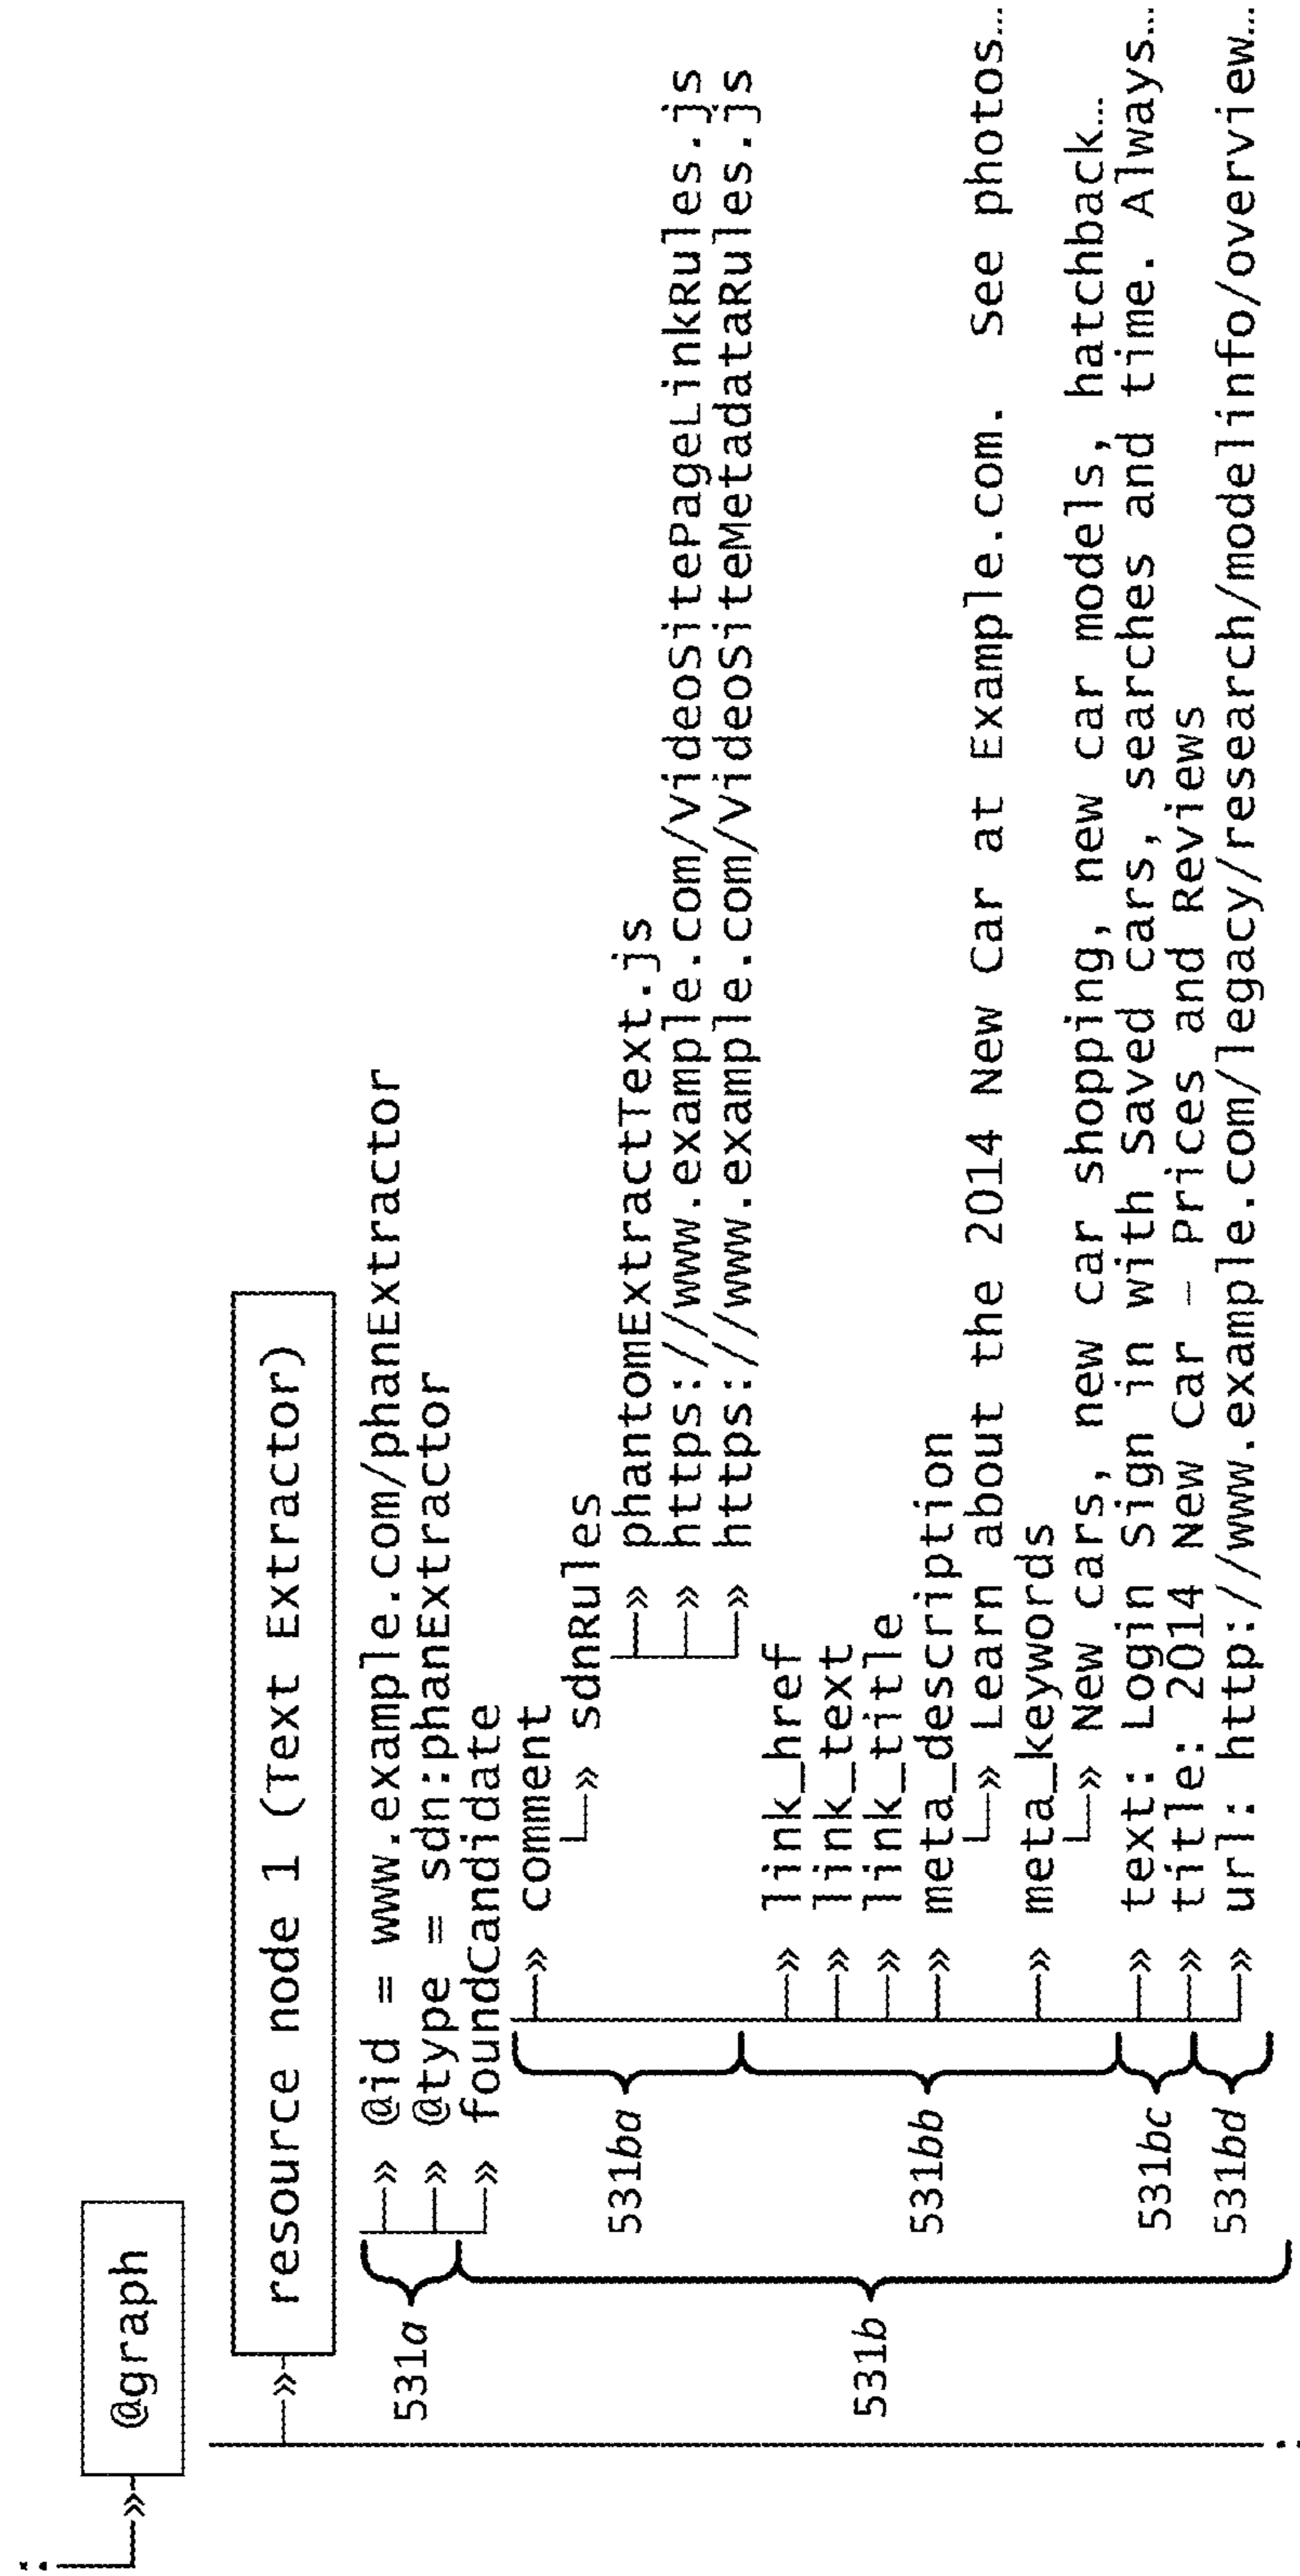 @graph
resource node 1 (Text Extractor)
@id = www.example.com/phanExtractor
@type = sdn:phanExtractor
foundCandidate
comment
sdnRules
phantomExtractText.js
https://www.example.com/videoSitePageLinkRules.js
https://www.example.com/videoSiteMetadataRules.js
link_href
link_text
link_title
meta_description
Learn about the 2014 New Car at Example.com. See photos…
meta_keywords
New cars, new car shopping, new car models, hatchback…
text: Login Sign in with Saved cars, searches and time. Always…
title: 2014 New Car – Prices and Reviews
url: http://www.example.com/legacy/research/modelinfo/overview…
531a
531b
531ba
531bb
531bc
531bd